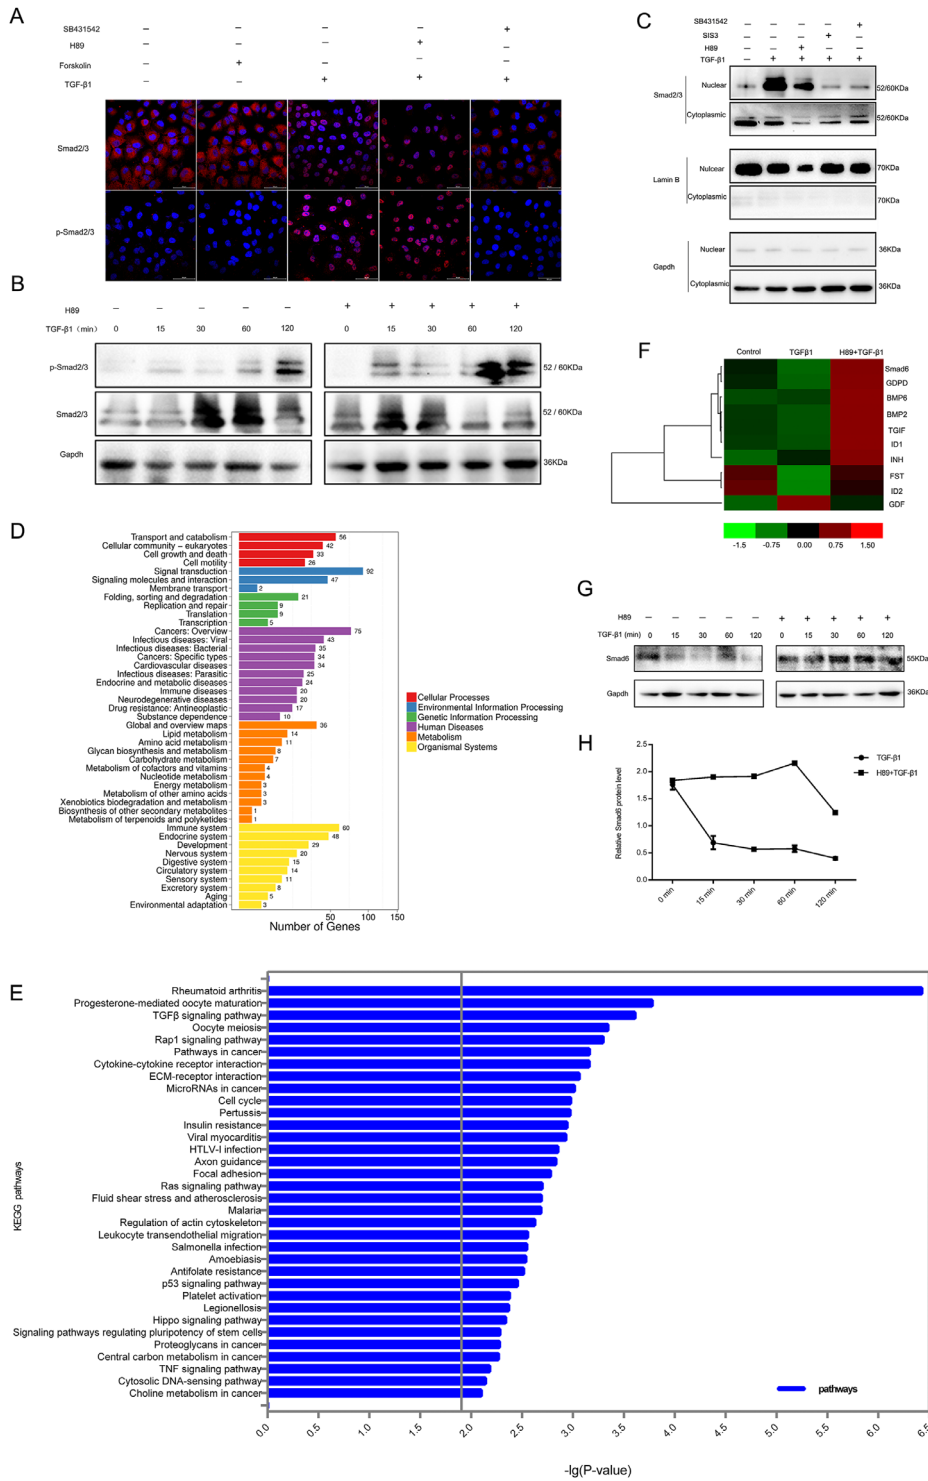 A
SB431542 – – – – +
H89 – – – + –
Forskolin – + – – –
TGF-β1 – – + + +
Smad2/3
p-Smad2/3
B
H89 – – – – – + + + + +
TGF-β1 (min) 0 15 30 60 120 0 15 30 60 120
p-Smad2/3 52 / 60KDa
Smad2/3 52 / 60KDa
Gapdh 36KDa
C
SB431542 – – – – +
SIS3 – – – + –
H89 – – + – –
TGF-β1 – + + + +
Smad2/3
Nuclear 52/60KDa
Cytoplasmic 52/60KDa
Lamin B
Nulcear 70KDa
Cytoplasmic 70KDa
Gapdh
Nuclear 36KDa
Cytoplasmic 36KDa
F
Control TGFβ1 H89+TGF-β1
Smad6
GDPD
BMP6
BMP2
TGIF
ID1
INH
FST
ID2
GDF
-1.5 -0.75 0.00 0.75 1.50
D
Transport and catabolism 56
Cellular community – eukaryotes 42
Cell growth and death 33
Cell motility 26
Signal transduction 92
Signaling molecules and interaction 47
Membrane transport 2
Folding, sorting and degradation 21
Replication and repair 9
Translation 9
Transcription 5
Cancers: Overview 75
Infectious diseases: Viral 43
Infectious diseases: Bacterial 35
Cancers: Specific types 34
Cardiovascular diseases 34
Infectious diseases: Parasitic 25
Endocrine and metabolic diseases 24
Immune diseases 20
Neurodegenerative diseases 20
Drug resistance: Antineoplastic 17
Substance dependence 10
Global and overview maps 36
Lipid metabolism 14
Amino acid metabolism 11
Glycan biosynthesis and metabolism 8
Carbohydrate metabolism 7
Metabolism of cofactors and vitamins 4
Nucleotide metabolism 4
Energy metabolism 3
Metabolism of other amino acids 3
Xenobiotics biodegradation and metabolism 3
Biosynthesis of other secondary metabolites 1
Metabolism of terpenoids and polyketides 1
Immune system 60
Endocrine system 48
Development 29
Nervous system 20
Digestive system 15
Circulatory system 14
Sensory system 11
Excretory system 8
Aging 5
Environmental adaptation 3
50 100 150
Number of Genes
Cellular Processes
Environmental Information Processing
Genetic Information Processing
Human Diseases
Metabolism
Organismal Systems
G
H89 – – – – – + + + + +
TGF-β1 (min) 0 15 30 60 120 0 15 30 60 120
Smad6 55KDa
Gapdh 36KDa
H
TGF-β1
H89+TGF-β1
Relative Smad6 protein level
2.5
2.0
1.5
1.0
0.5
0.0
0 min 15 min 30 min 60 min 120 min
E
KEGG pathways
Rheumatoid arthritis
Progesterone-mediated oocyte maturation
TGFβ signaling pathway
Oocyte meiosis
Rap1 signaling pathway
Pathways in cancer
Cytokine-cytokine receptor interaction
ECM-receptor interaction
MicroRNAs in cancer
Cell cycle
Pertussis
Insulin resistance
Viral myocarditis
HTLV-I infection
Axon guidance
Focal adhesion
Ras signaling pathway
Fluid shear stress and atherosclerosis
Malaria
Regulation of actin cytoskeleton
Leukocyte transendothelial migration
Salmonella infection
Amoebiasis
Antifolate resistance
p53 signaling pathway
Platelet activation
Legionellosis
Hippo signaling pathway
Signaling pathways regulating pluripotency of stem cells
Proteoglycans in cancer
Central carbon metabolism in cancer
TNF signaling pathway
Cytosolic DNA-sensing pathway
Choline metabolism in cancer
pathways
0.0 0.5 1.0 1.5 2.0 2.5 3.0 3.5 4.0 4.5 5.0 5.5 6.0 6.5
-lg(P-value)